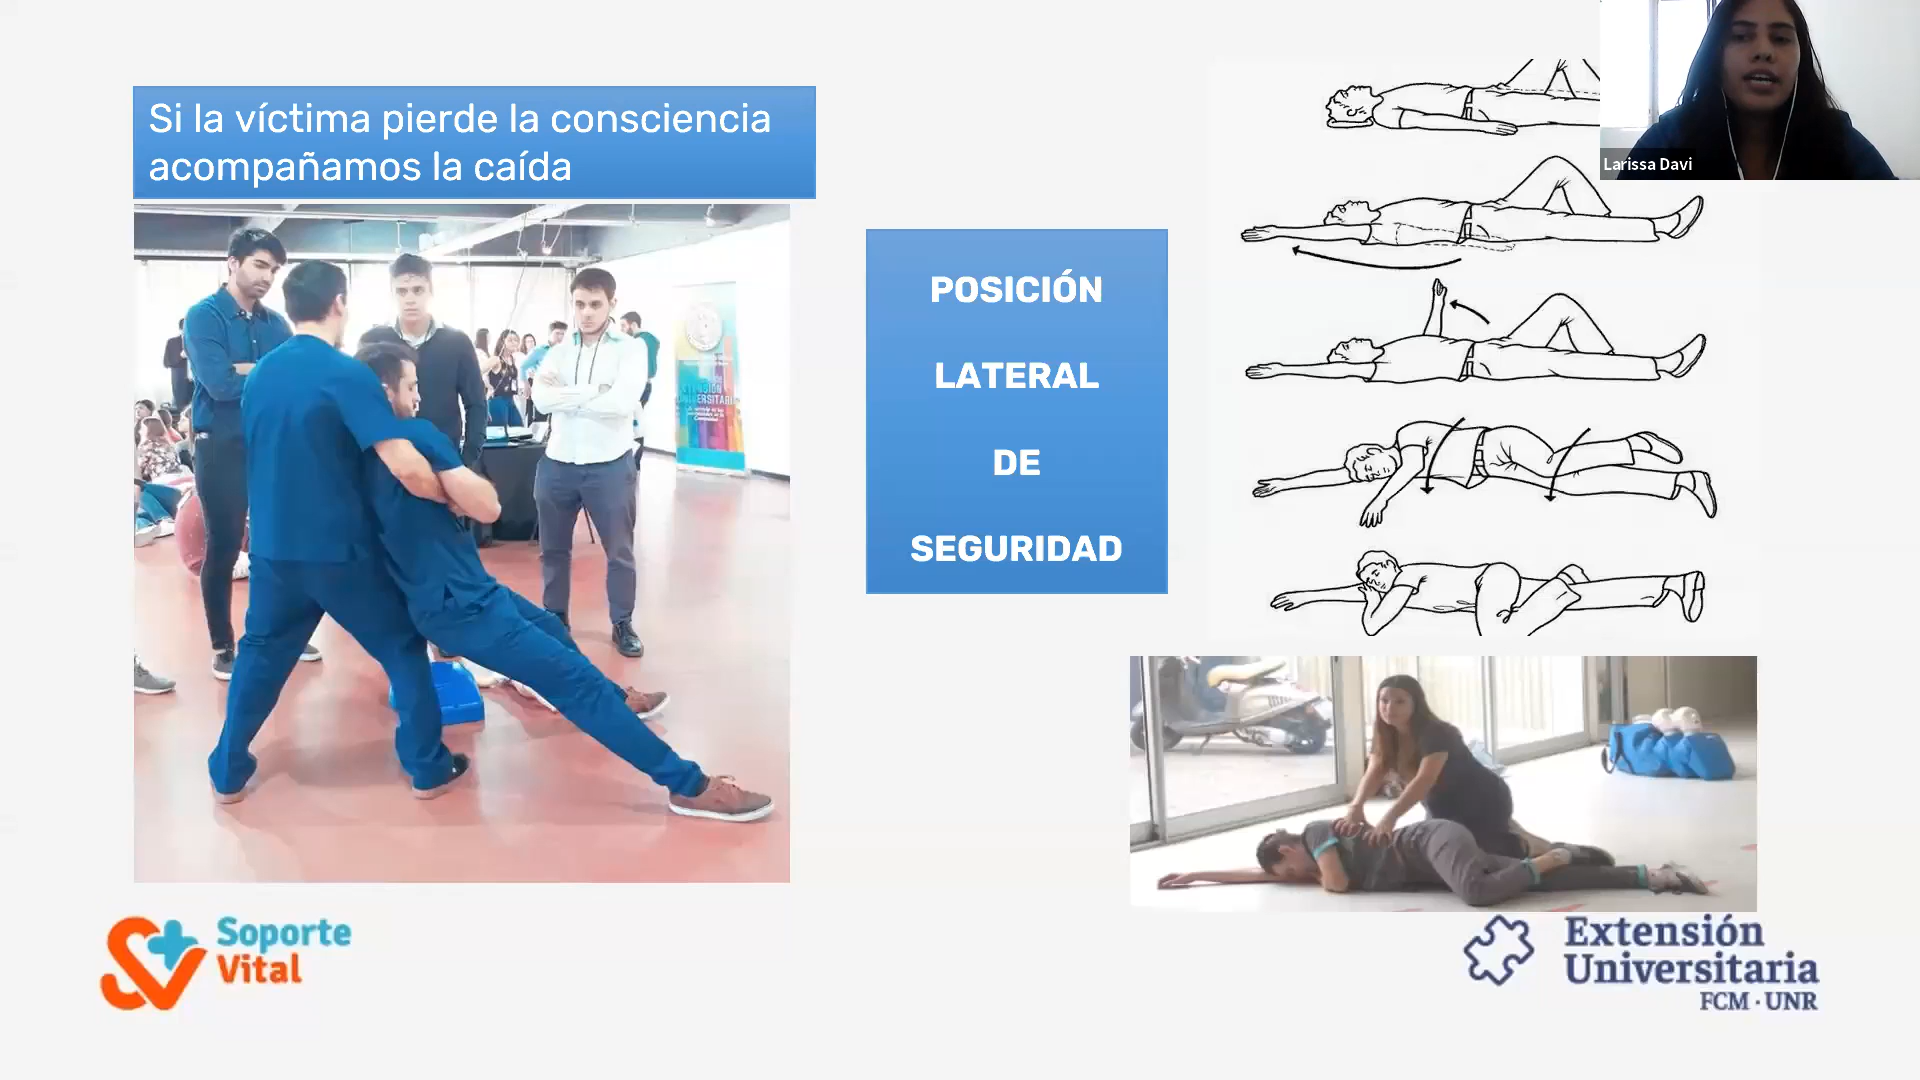 Si la víctima pierde la consciencia
acompañamos la caída
Larissa Davi
POSICIÓN
LATERAL
DE
SEGURIDAD
Soporte
Vital
Extensión
Universitaria
FCM · UNR